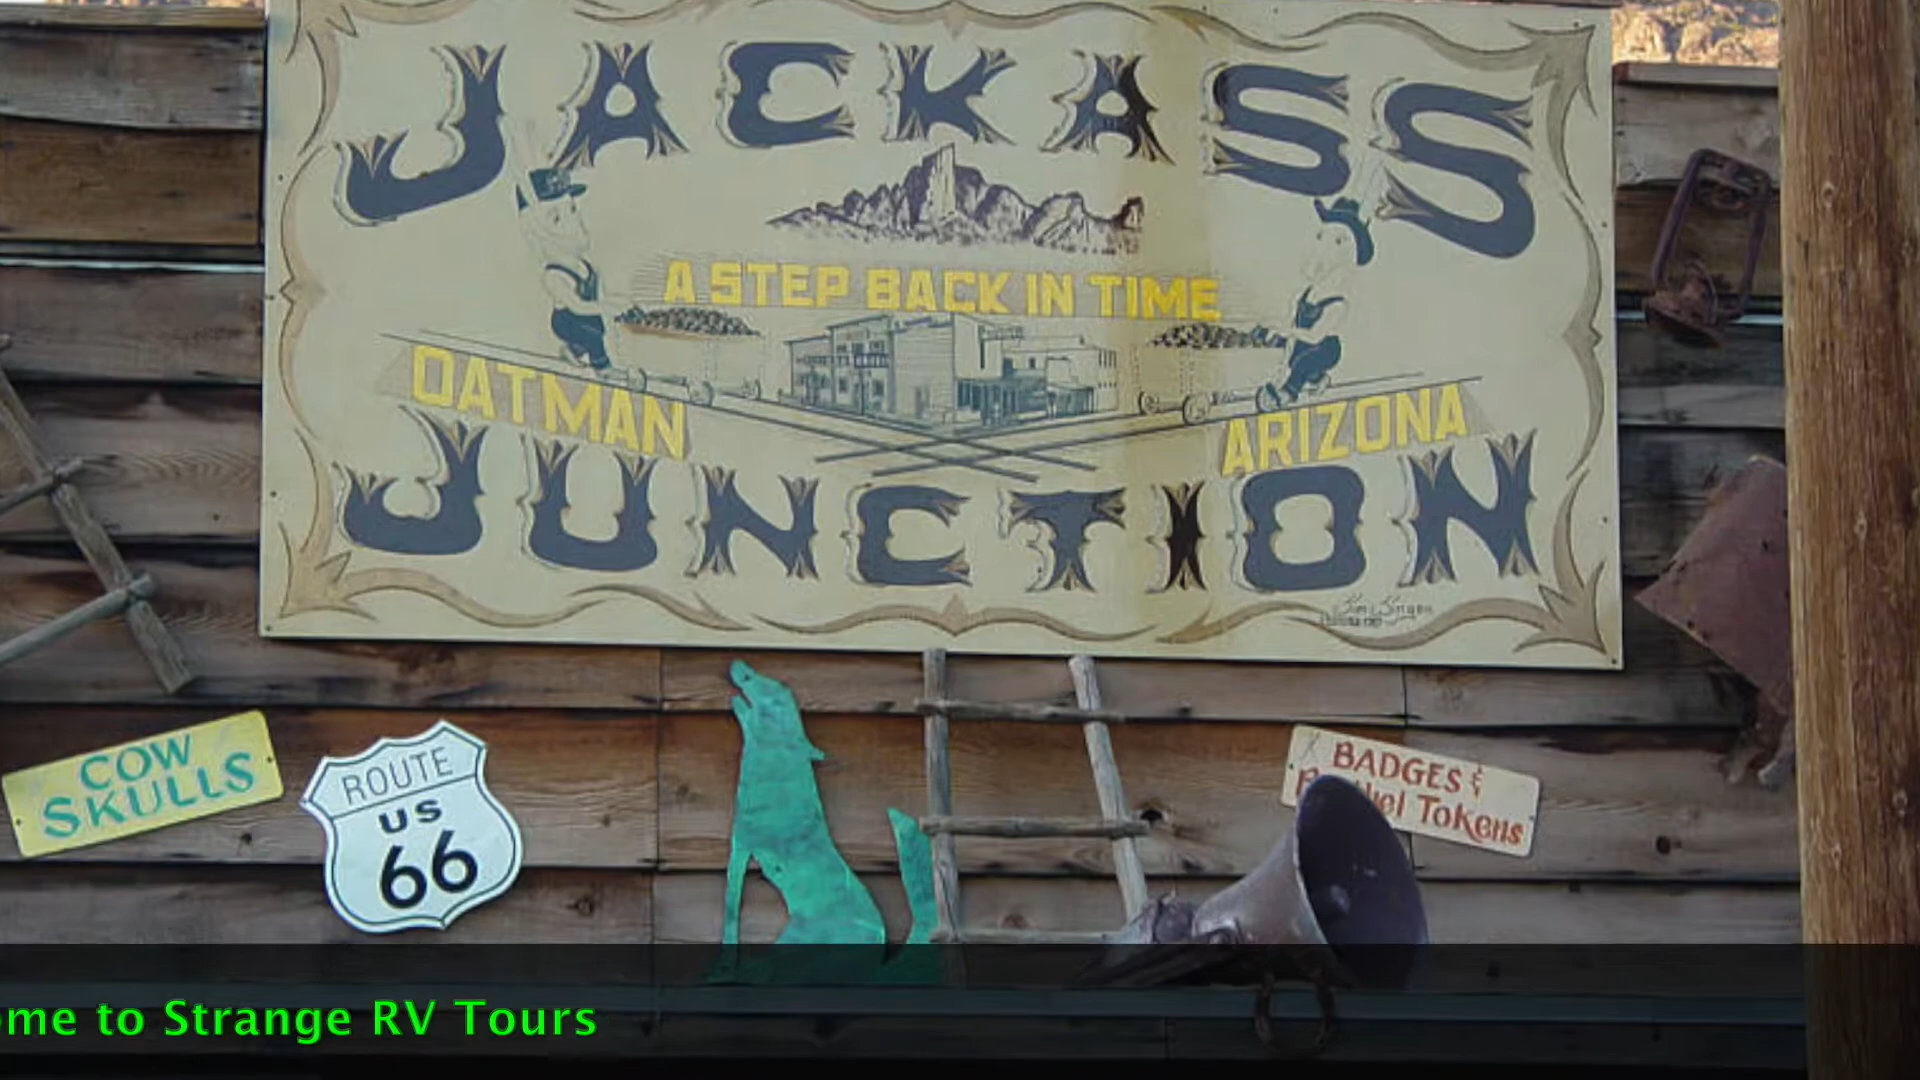 JACKASS
A STEP BACK IN TIME
OATMAN
ARIZONA
JUNCTION
COW
SKULLS
ROUTE
US
66
BADGES &
Tokens
ome to Strange RV Tours